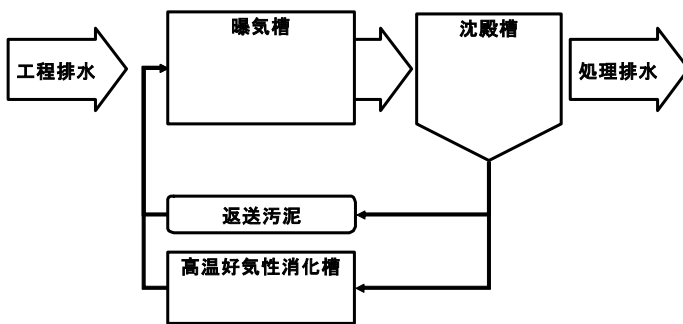 曝気槽
沈殿槽
工程排水
処理排水
返送汚泥
高温好気性消化槽